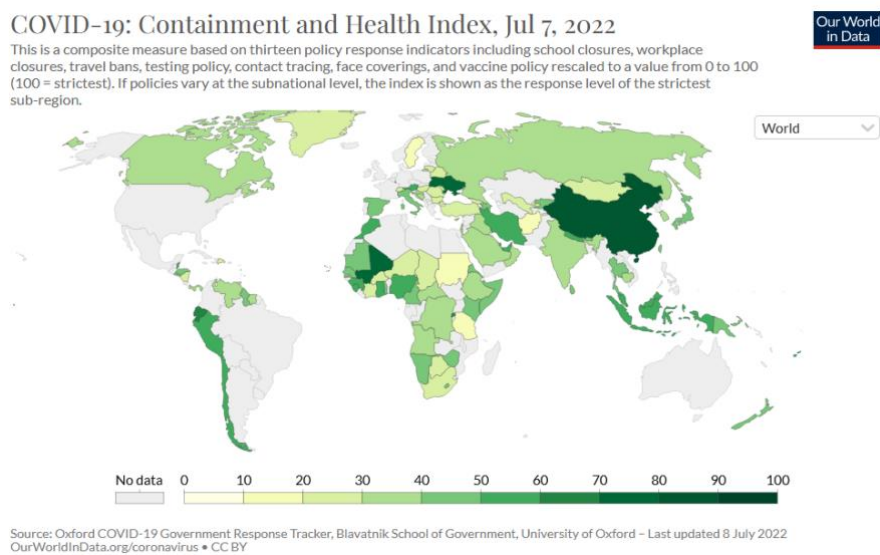 COVID-19: Containment and Health Index, Jul 7, 2022
Our World
in Data
This is a composite measure based on thirteen policy response indicators including school closures, workplace
closures, travel bans, testing policy, contact tracing, face coverings, and vaccine policy rescaled to a value from 0 to 100
(100 = strictest). If policies vary at the subnational level, the index is shown as the response level of the strictest
sub-region.
World
No data 0 10 20 30 40 50 60 70 80 90 100
Source: Oxford COVID-19 Government Response Tracker, Blavatnik School of Government, University of Oxford – Last updated 8 July 2022
OurWorldInData.org/coronavirus • CC BY